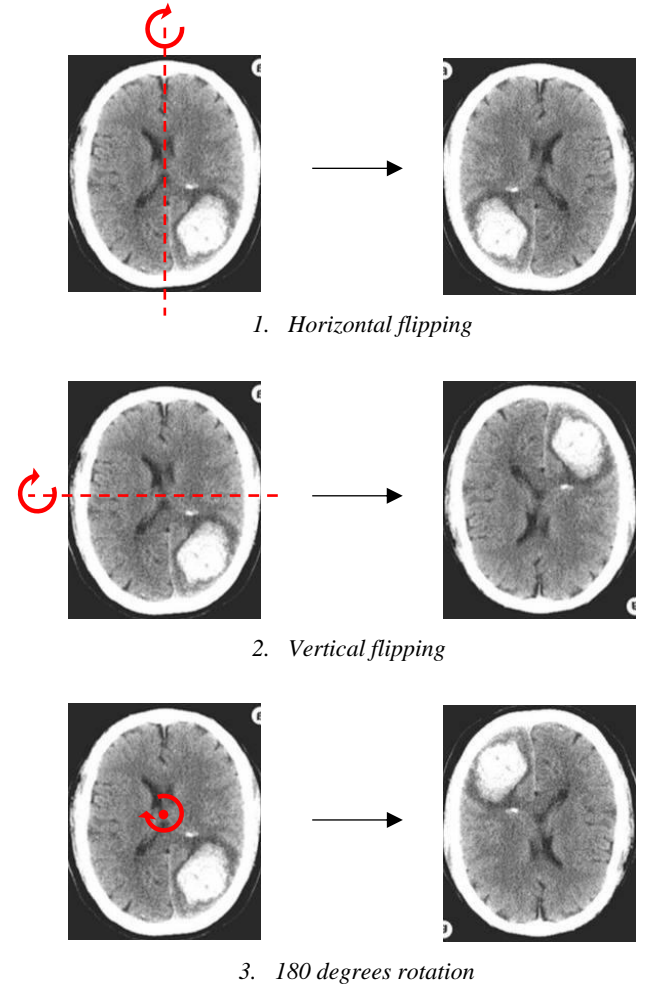 1. Horizontal flipping
2. Vertical flipping
3. 180 degrees rotation